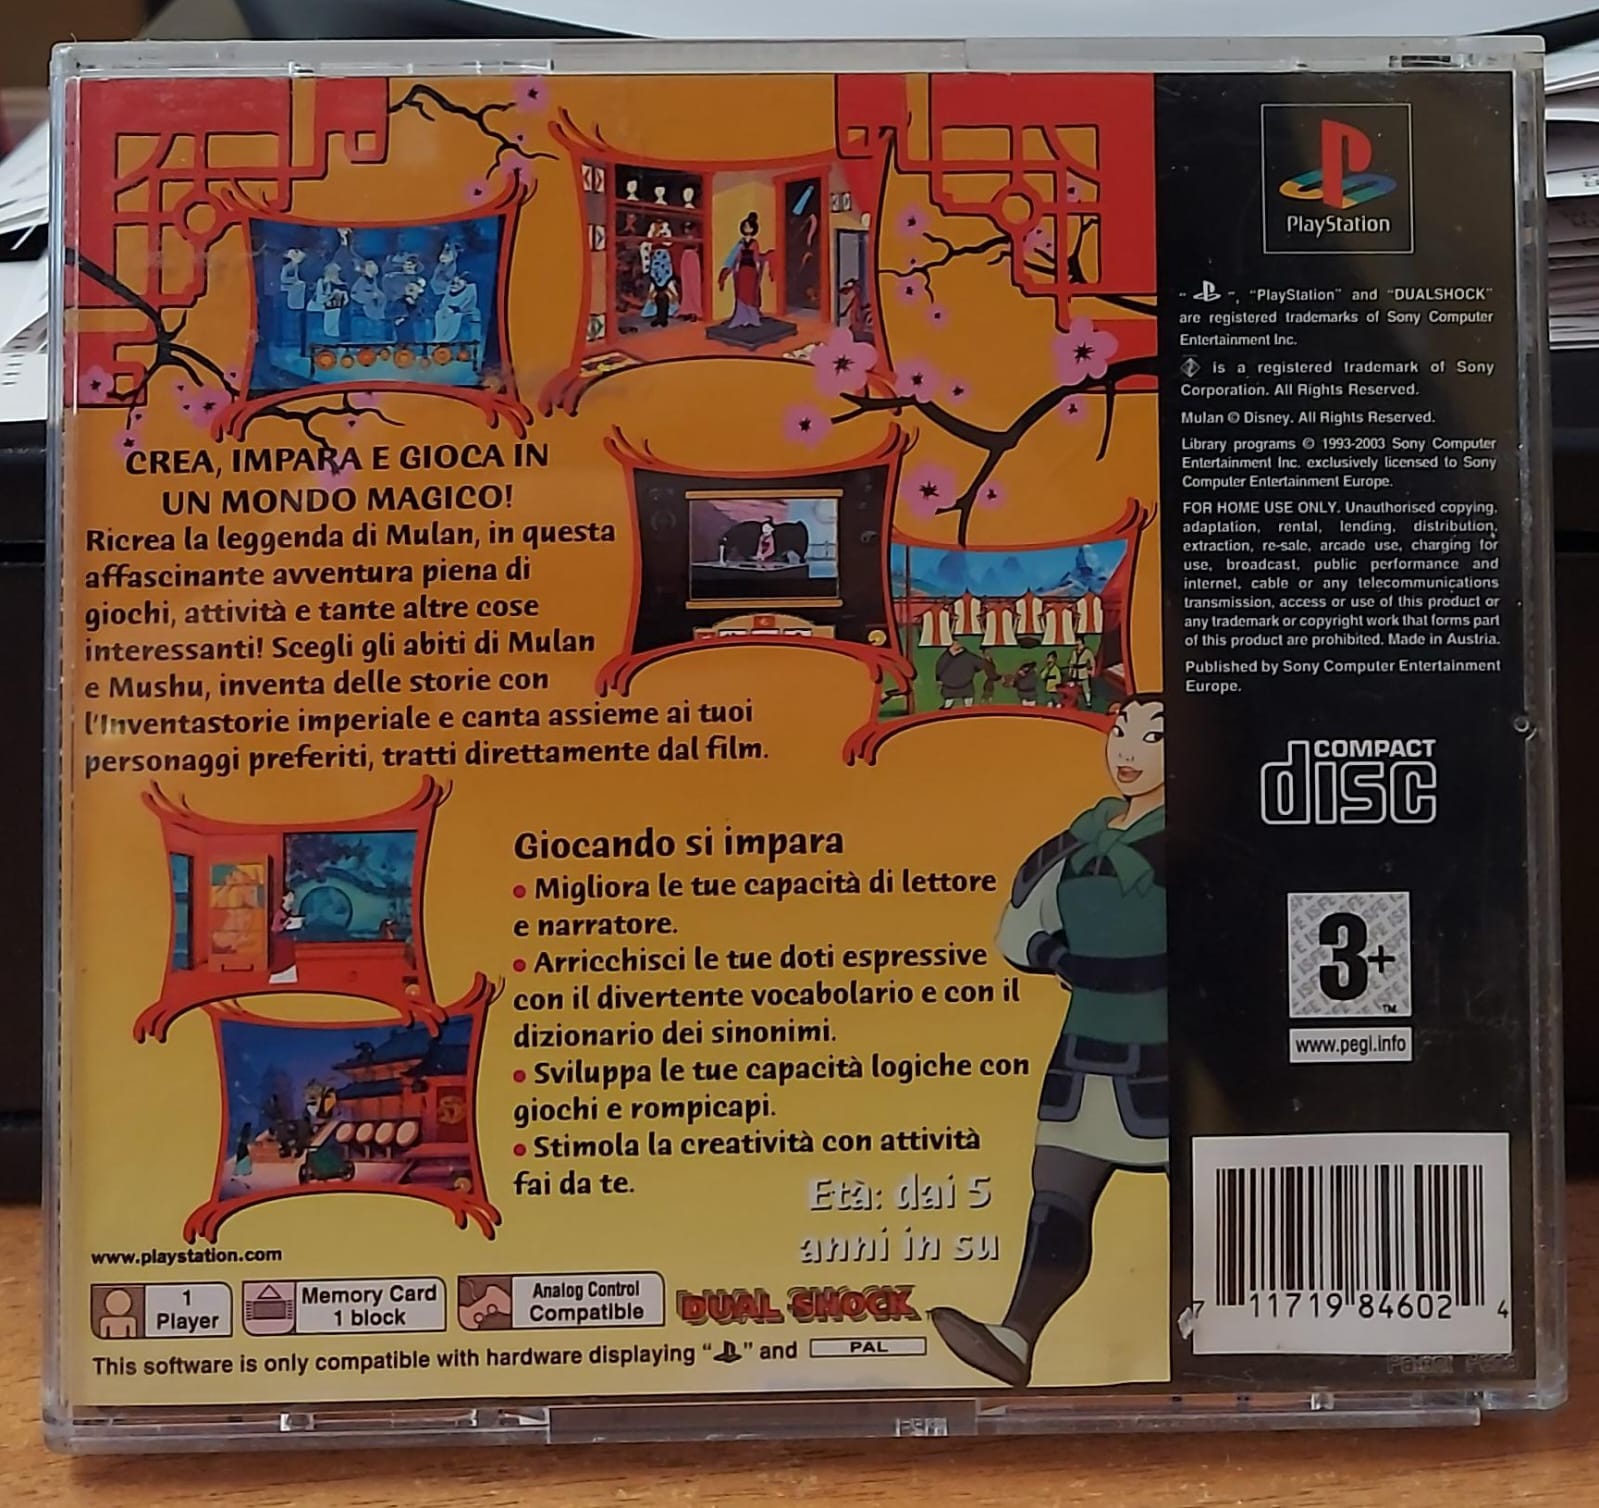 CREA, IMPARA E GIOCA IN
UN MONDO MAGICO!
Ricrea la leggenda di Mulan, in questa
affascinante avventura piena di
giochi, attività e tante altre cose
interessanti! Scegli gli abiti di Mulan
e Mushu, inventa delle storie con
l'Inventastorie imperiale e canta assieme ai tuoi
personaggi preferiti, tratti direttamente dal film.
Giocando si impara
• Migliora le tue capacità di lettore
e narratore.
• Arricchisci le tue doti espressive
con il divertente vocabolario e con il
dizionario dei sinonimi.
• Sviluppa le tue capacità logiche con
giochi e rompicapi.
• Stimola la creatività con attività
fai da te.
Età: dai 5
anni in su
www.playstation.com
1
Player
Memory Card
1 block
Analog Control
Compatible
DUAL SHOCK™
This software is only compatible with hardware displaying “ ” and PAL
PlayStation
“ ”, “PlayStation” and “DUALSHOCK”
are registered trademarks of Sony Computer
Entertainment Inc.
is a registered trademark of Sony
Corporation. All Rights Reserved.
Mulan © Disney. All Rights Reserved.
Library programs © 1993-2003 Sony Computer
Entertainment Inc. exclusively licensed to Sony
Computer Entertainment Europe.
FOR HOME USE ONLY. Unauthorised copying,
adaptation, rental, lending, distribution,
extraction, re-sale, arcade use, charging for
use, broadcast, public performance and
internet, cable or any telecommunications
transmission, access or use of this product or
any trademark or copyright work that forms part
of this product are prohibited. Made in Austria.
Published by Sony Computer Entertainment
Europe.
COMPACT
disc
3+
™
www.pegi.info
7 11719 84602 4